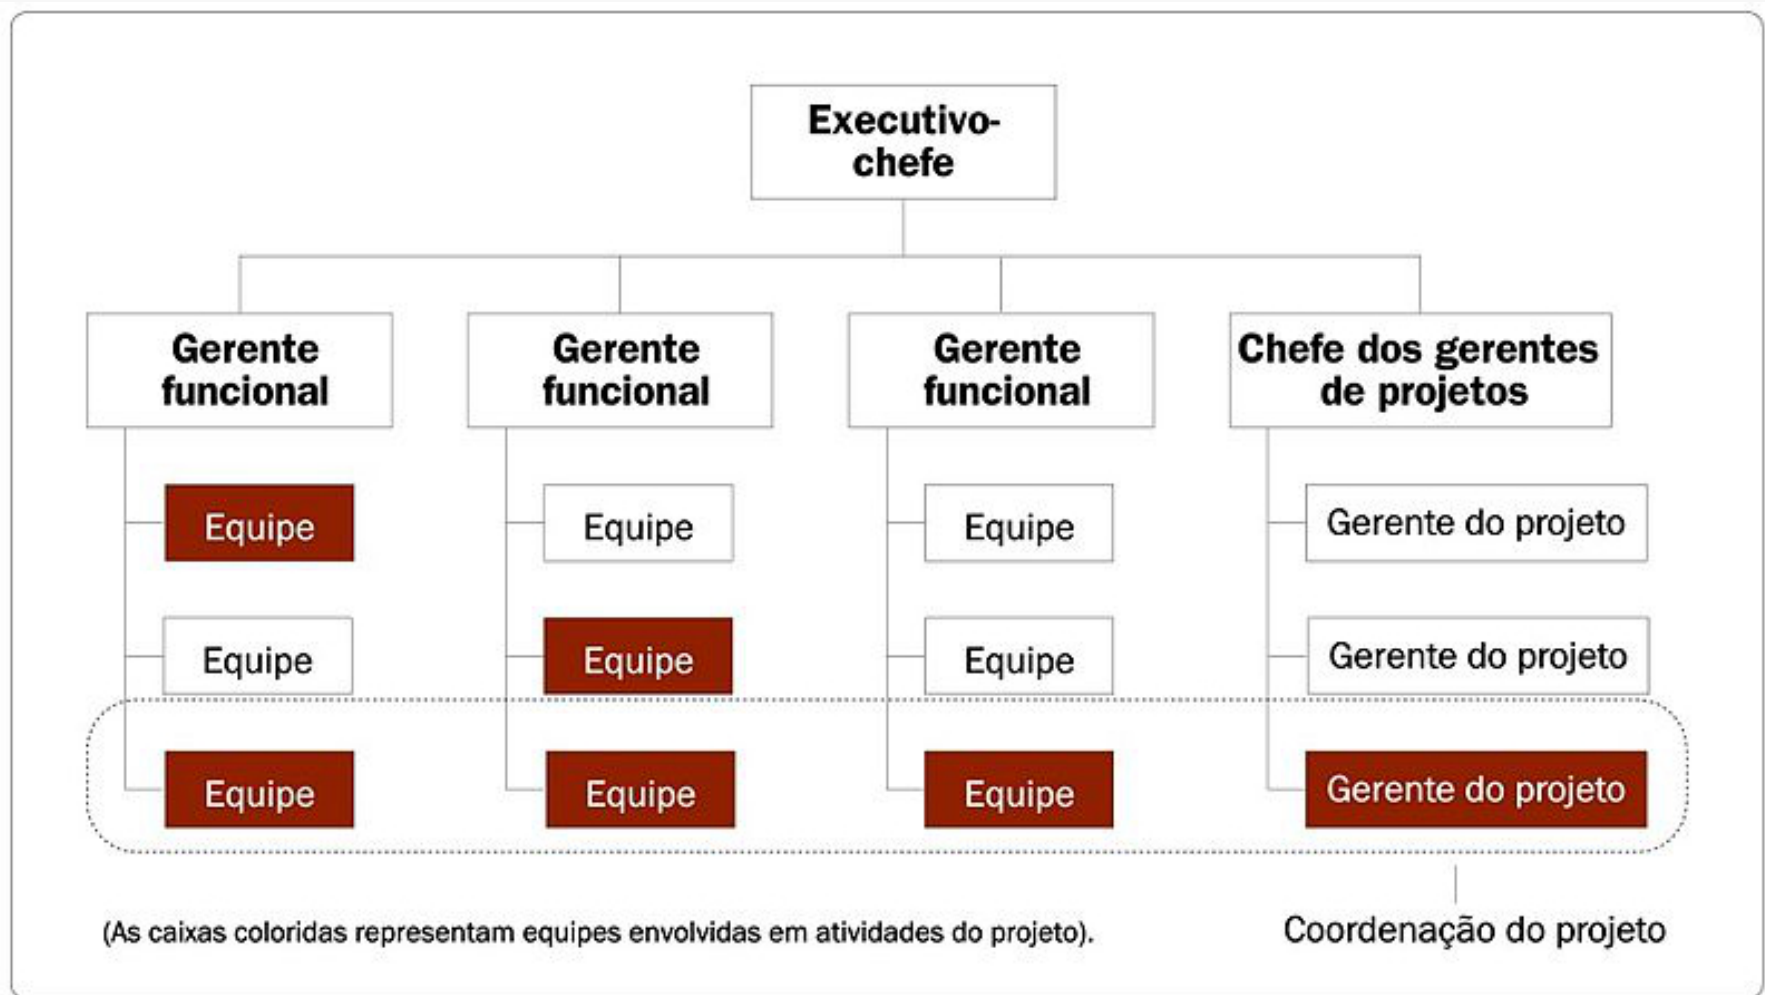 Executivo-
chefe
Gerente
funcional
Gerente
funcional
Gerente
funcional
Chefe dos gerentes
de projetos
Equipe
Equipe
Equipe
Gerente do projeto
Equipe
Equipe
Equipe
Gerente do projeto
Equipe
Equipe
Equipe
Gerente do projeto
(As caixas coloridas representam equipes envolvidas em atividades do projeto).
Coordenação do projeto